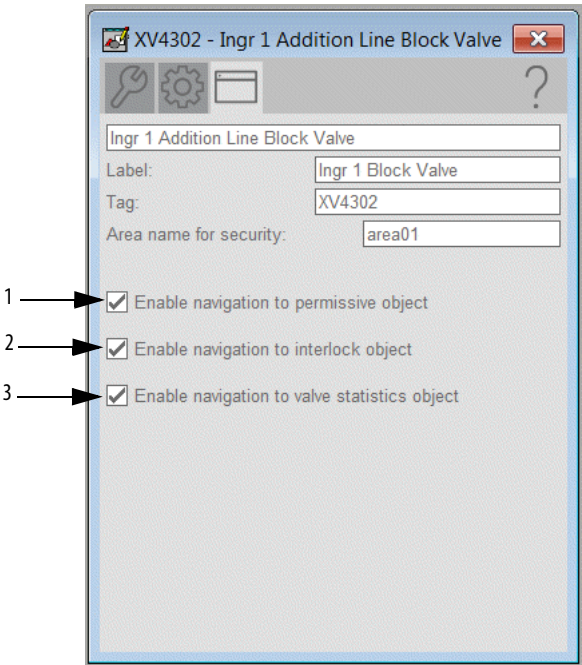 XV4302 - Ingr 1 Addition Line Block Valve
?
Ingr 1 Addition Line Block Valve
Label: Ingr 1 Block Valve
Tag: XV4302
Area name for security: area01
1 Enable navigation to permissive object
2 Enable navigation to interlock object
3 Enable navigation to valve statistics object